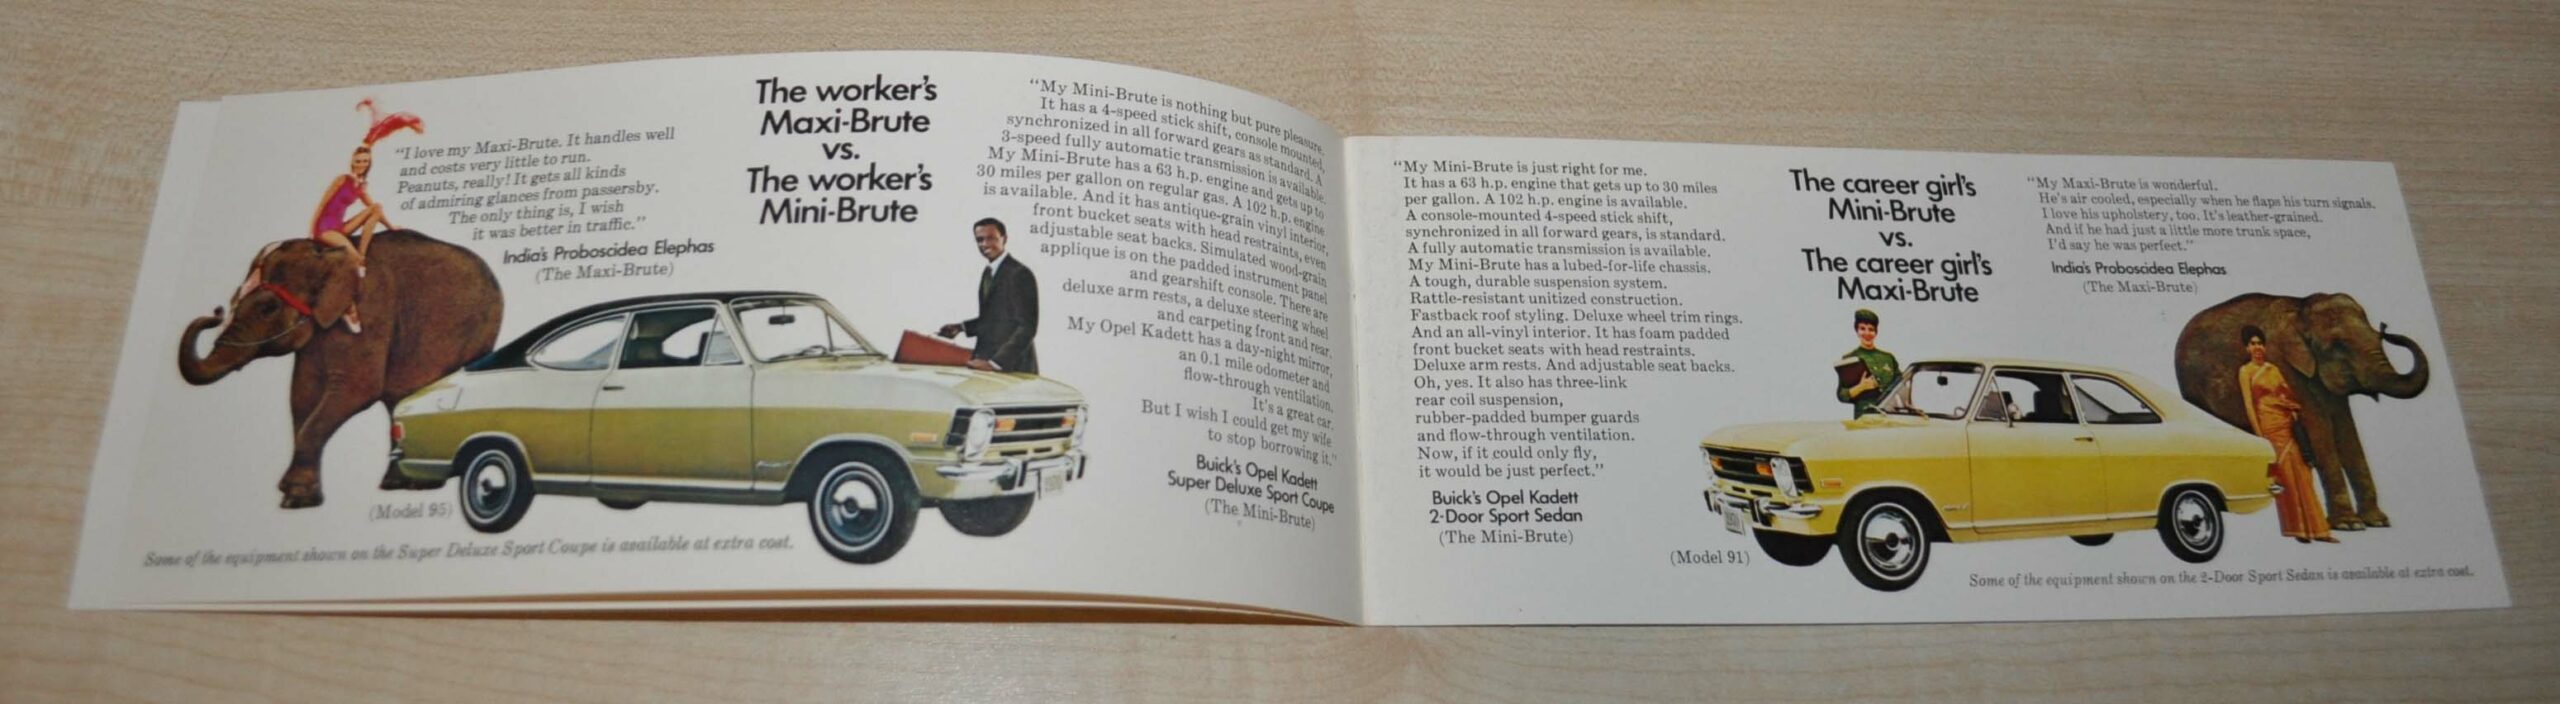 "I love my Maxi-Brute. It handles well
and costs very little to run.
Peanuts, really! It gets all kinds
of admiring glances from passersby.
The only thing is, I wish
it was better in traffic."
India's Proboscidea Elephas
(The Maxi-Brute)
The worker's
Maxi-Brute
vs.
The worker's
Mini-Brute
"My Mini-Brute is nothing but pure pleasure.
It has a 4-speed stick shift, console mounted,
synchronized in all forward gears as standard. A
3-speed fully automatic transmission is available.
My Mini-Brute has a 63 h.p. engine and gets up to
30 miles per gallon on regular gas. A 102 h.p. engine
is available. And it has antique-grain vinyl interior,
front bucket seats with head restraints, even
adjustable seat backs. Simulated wood-grain
applique is on the padded instrument panel
and gearshift console. There are
deluxe arm rests, a deluxe steering wheel
and carpeting front and rear.
My Opel Kadett has a day-night mirror,
an 0.1 mile odometer and
flow-through ventilation.
It's a great car.
But I wish I could get my wife
to stop borrowing it."
Buick's Opel Kadett
Super Deluxe Sport Coupe
(The Mini-Brute)
(Model 95)
Some of the equipment shown on the Super Deluxe Sport Coupe is available at extra cost.
"My Mini-Brute is just right for me.
It has a 63 h.p. engine that gets up to 30 miles
per gallon. A 102 h.p. engine is available.
A console-mounted 4-speed stick shift,
synchronized in all forward gears, is standard.
A fully automatic transmission is available.
My Mini-Brute has a lubed-for-life chassis.
A tough, durable suspension system.
Rattle-resistant unitized construction.
Fastback roof styling. Deluxe wheel trim rings.
And an all-vinyl interior. It has foam padded
front bucket seats with head restraints.
Deluxe arm rests. And adjustable seat backs.
Oh, yes. It also has three-link
rear coil suspension,
rubber-padded bumper guards
and flow-through ventilation.
Now, if it could only fly,
it would be just perfect."
Buick's Opel Kadett
2-Door Sport Sedan
(The Mini-Brute)
The career girl's
Mini-Brute
vs.
The career girl's
Maxi-Brute
"My Maxi-Brute is wonderful.
He's air cooled, especially when he flaps his turn signals.
I love his upholstery, too. It's leather-grained.
And if he had just a little more trunk space,
I'd say he was perfect."
India's Proboscidea Elephas
(The Maxi-Brute)
(Model 91)
Some of the equipment shown on the 2-Door Sport Sedan is available at extra cost.